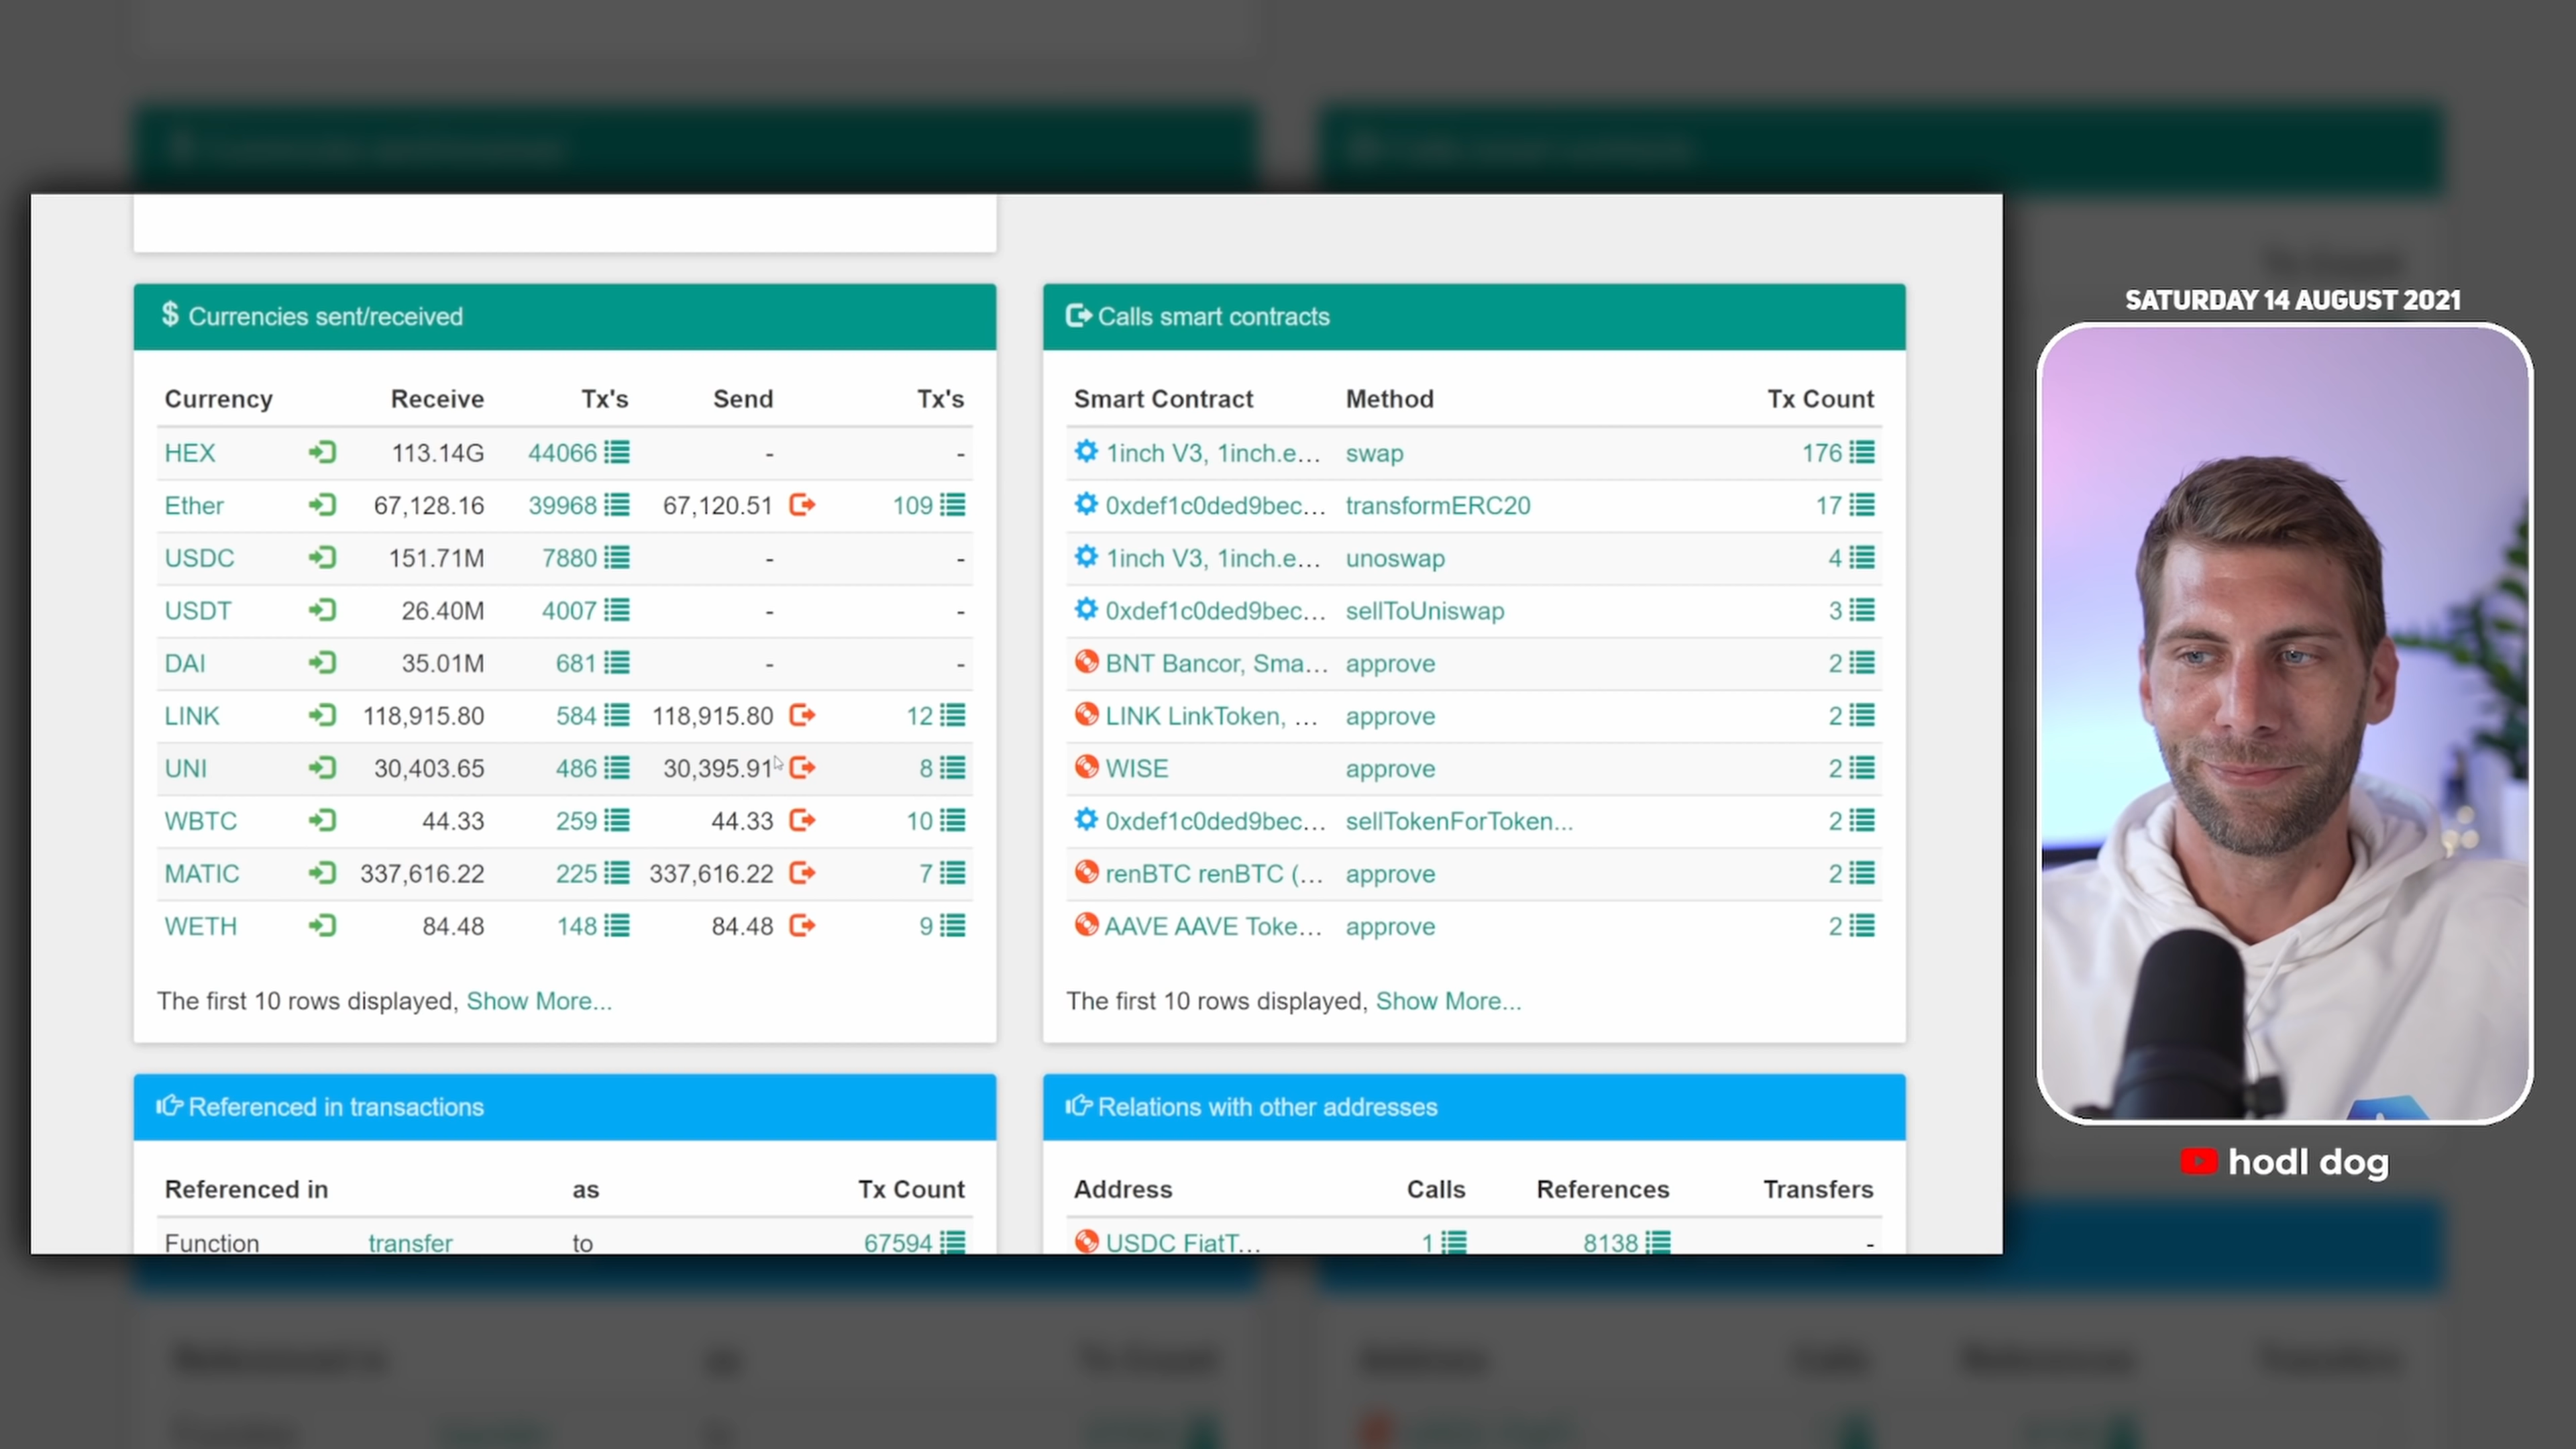 $ Currencies sent/received
Currency Receive Tx's Send Tx's
HEX 113.14G 44066 - -
Ether 67,128.16 39968 67,120.51 109
USDC 151.71M 7880 - -
USDT 26.40M 4007 - -
DAI 35.01M 681 - -
LINK 118,915.80 584 118,915.80 12
UNI 30,403.65 486 30,395.91 8
WBTC 44.33 259 44.33 10
MATIC 337,616.22 225 337,616.22 7
WETH 84.48 148 84.48 9
The first 10 rows displayed, Show More...
Calls smart contracts
Smart Contract Method Tx Count
1inch V3, 1inch.e... swap 176
0xdef1c0ded9bec... transformERC20 17
1inch V3, 1inch.e... unoswap 4
0xdef1c0ded9bec... sellToUniswap 3
BNT Bancor, Sma... approve 2
LINK LinkToken, ... approve 2
WISE approve 2
0xdef1c0ded9bec... sellTokenForToken... 2
renBTC renBTC (... approve 2
AAVE AAVE Toke... approve 2
The first 10 rows displayed, Show More...
Referenced in transactions
Referenced in as Tx Count
Function transfer to 67594
Relations with other addresses
Address Calls References Transfers
USDC FiatT... 1 8138 -
SATURDAY 14 AUGUST 2021
hodl dog